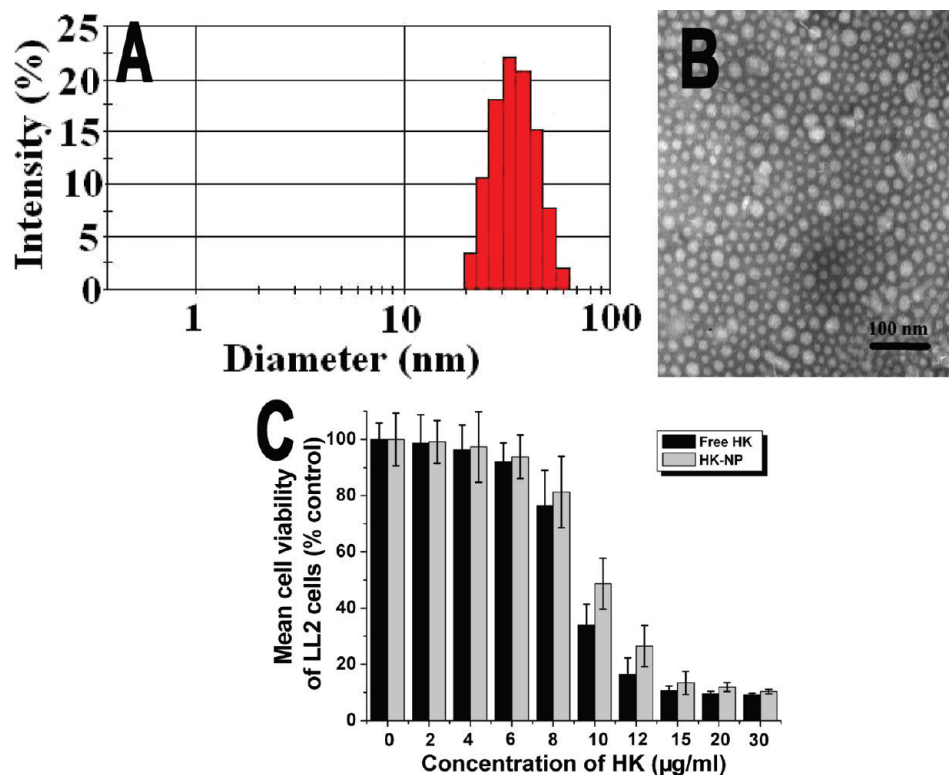 A
Intensity (%)
25
20
15
10
5
0
1
10
100
Diameter (nm)
B
100 nm
C
Mean cell viability
of LL2 cells (% control)
100
80
60
40
20
0
Free HK
HK-NP
0 2 4 6 8 10 12 15 20 30
Concentration of HK (µg/ml)